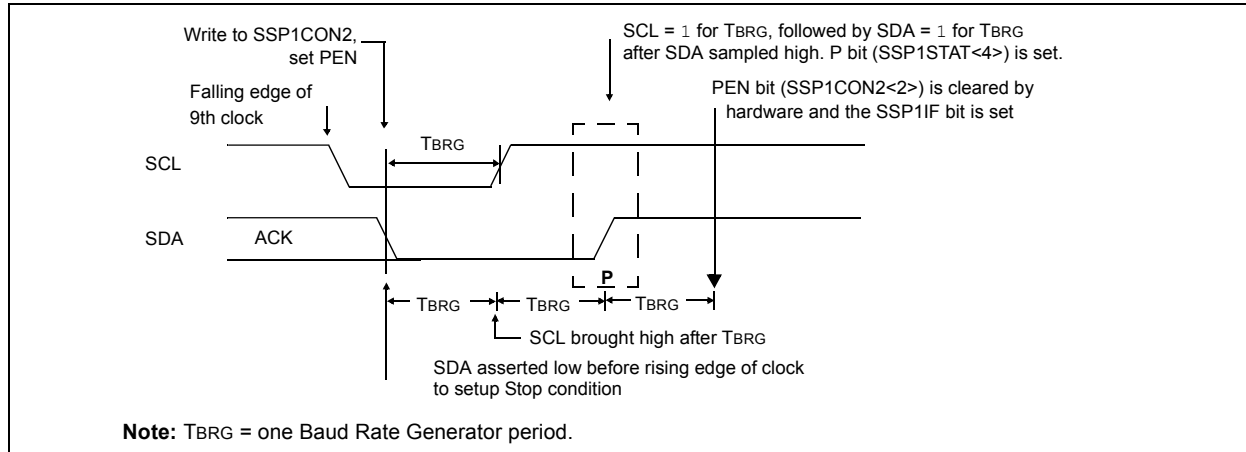 Write to SSP1CON2,
set PEN
SCL = 1 for TBRG, followed by SDA = 1 for TBRG
after SDA sampled high. P bit (SSP1STAT<4>) is set.
Falling edge of
9th clock
PEN bit (SSP1CON2<2>) is cleared by
hardware and the SSP1IF bit is set
TBRG
SCL
SDA
ACK
P
TBRG
TBRG
TBRG
SCL brought high after TBRG
SDA asserted low before rising edge of clock
to setup Stop condition
Note: TBRG = one Baud Rate Generator period.